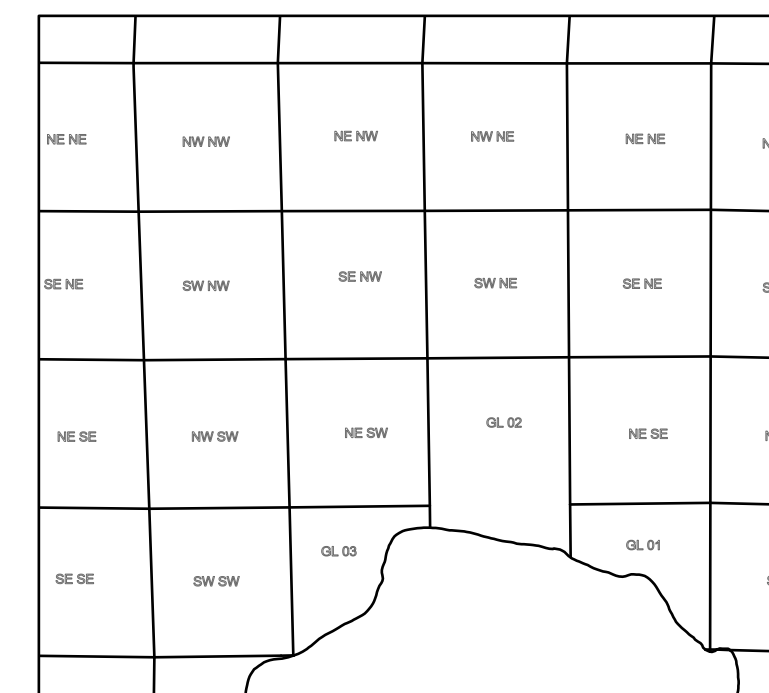 NE NE
NW NW
NE NW
NW NE
NE NE
N
SE NE
SW NW
SE NW
SW NE
SE NE
S
NE SE
NW SW
NE SW
GL 02
NE SE
SE SE
SW SW
GL 03
GL 01